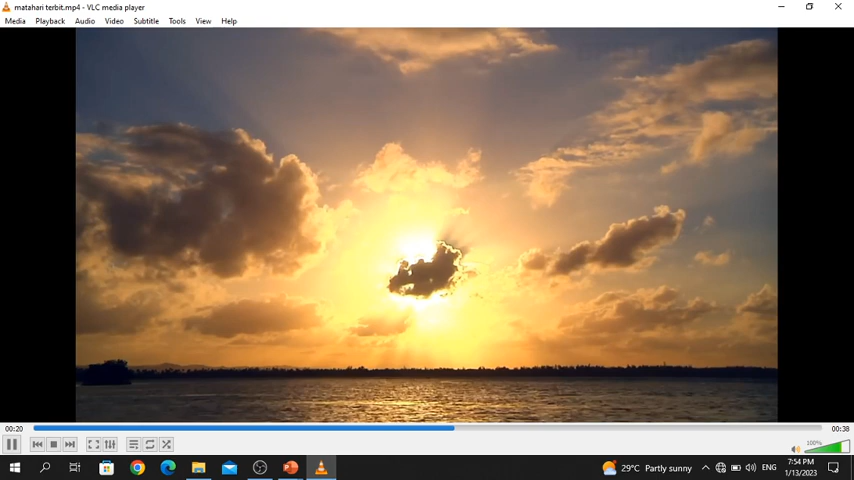 matahari terbit.mp4 - VLC media player
Media Playback Audio Video Subtitle Tools View Help
00:20 00:38
100%
29°C Partly sunny ENG 7:54 PM
1/13/2023